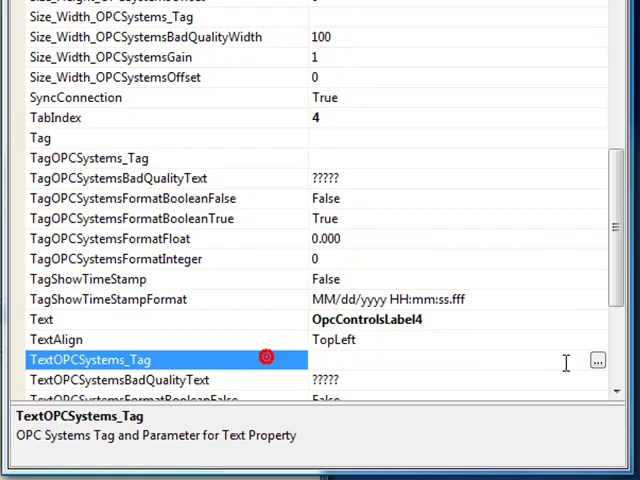 Size_Width_OPCSystems_Tag
Size_Width_OPCSystemsBadQualityWidth 100
Size_Width_OPCSystemsGain 1
Size_Width_OPCSystemsOffset 0
SyncConnection True
TabIndex 4
Tag
TagOPCSystems_Tag
TagOPCSystemsBadQualityText ?????
TagOPCSystemsFormatBooleanFalse False
TagOPCSystemsFormatBooleanTrue True
TagOPCSystemsFormatFloat 0.000
TagOPCSystemsFormatInteger 0
TagShowTimeStamp False
TagShowTimeStampFormat MM/dd/yyyy HH:mm:ss.fff
Text OpcControlsLabel4
TextAlign TopLeft
TextOPCSystems_Tag ...
TextOPCSystemsBadQualityText ?????
TextOPCSystemsFormatBooleanFalse False
TextOPCSystems_Tag
OPC Systems Tag and Parameter for Text Property